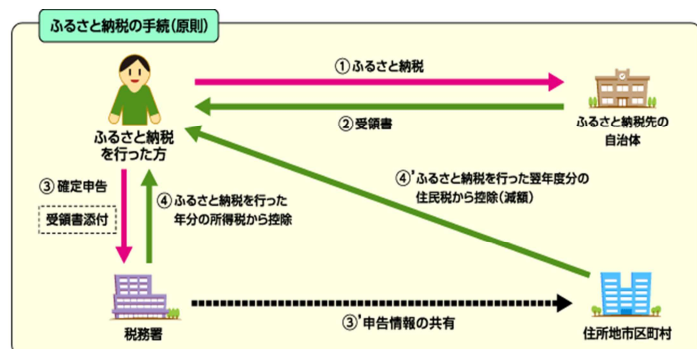 ふるさと納税の手続(原則)
①ふるさと納税
②受領書
ふるさと納税
を行った方
ふるさと納税先の
自治体
③確定申告
受領書添付
④ふるさと納税を行った
年分の所得税から控除
④'ふるさと納税を行った翌年度分の
住民税から控除(減額)
税務署
③'申告情報の共有
住所地市区町村